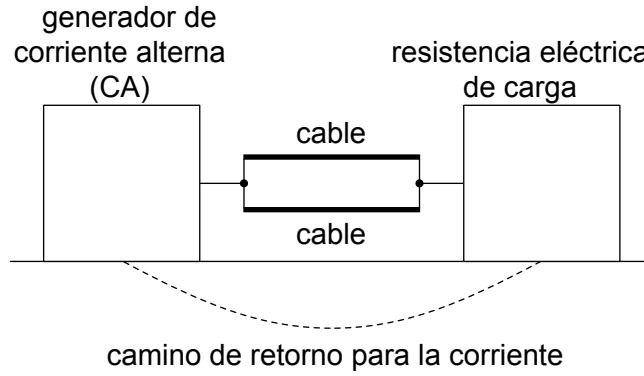 generador de
corriente alterna
(CA)
resistencia eléctrica
de carga
cable
cable
camino de retorno para la corriente